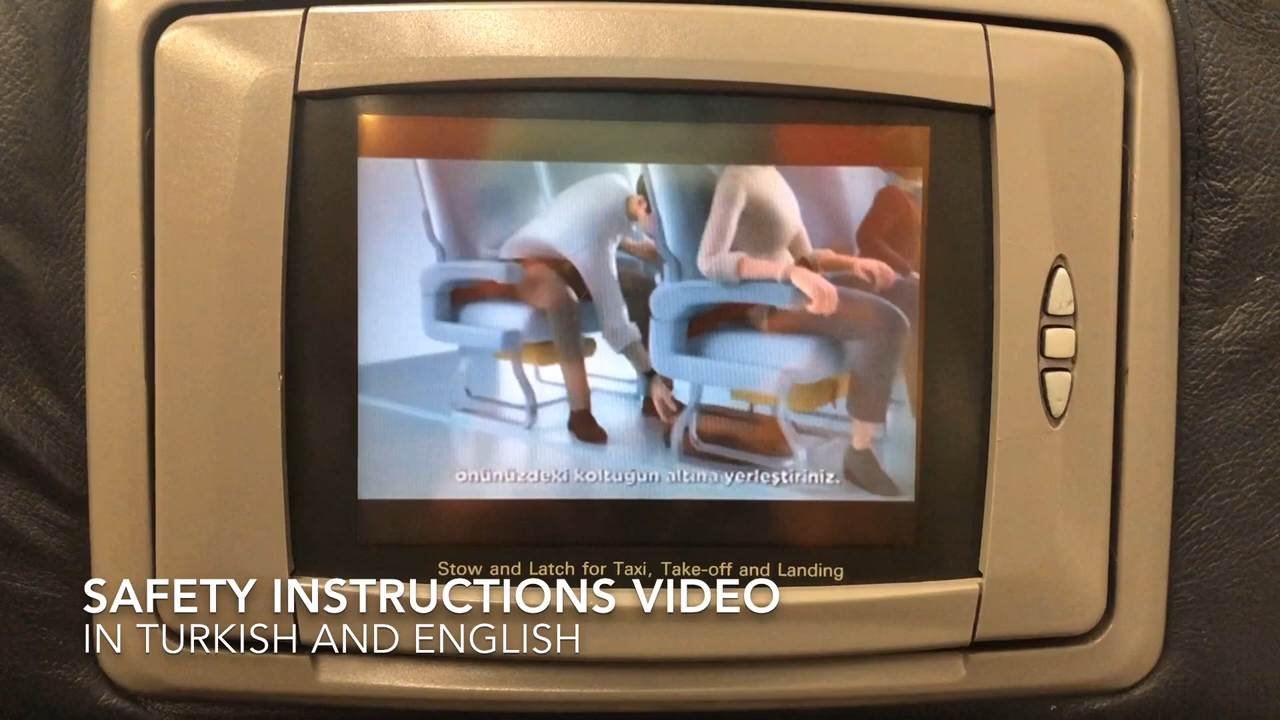 önünüzdeki koltuğun altına yerleştiriniz.
Stow and Latch for Taxi, Take-off and Landing
SAFETY INSTRUCTIONS VIDEO
IN TURKISH AND ENGLISH